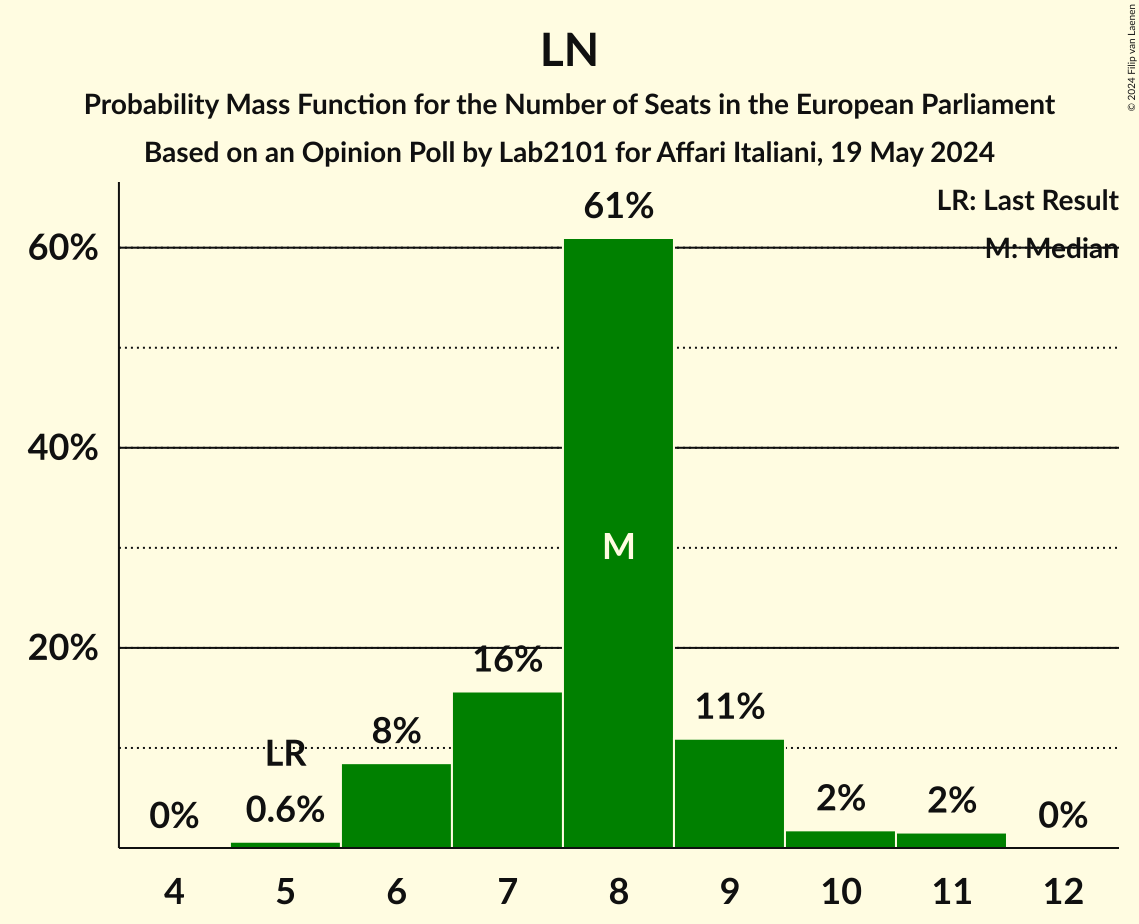 LN
Probability Mass Function for the Number of Seats in the European Parliament
Based on an Opinion Poll by Lab2101 for Affari Italiani, 19 May 2024
© 2024 Filip van Laenen
LR: Last Result
M: Median
60%
40%
20%
0%
LR
0.6%
8%
16%
61%
M
11%
2%
2%
0%
4 5 6 7 8 9 10 11 12